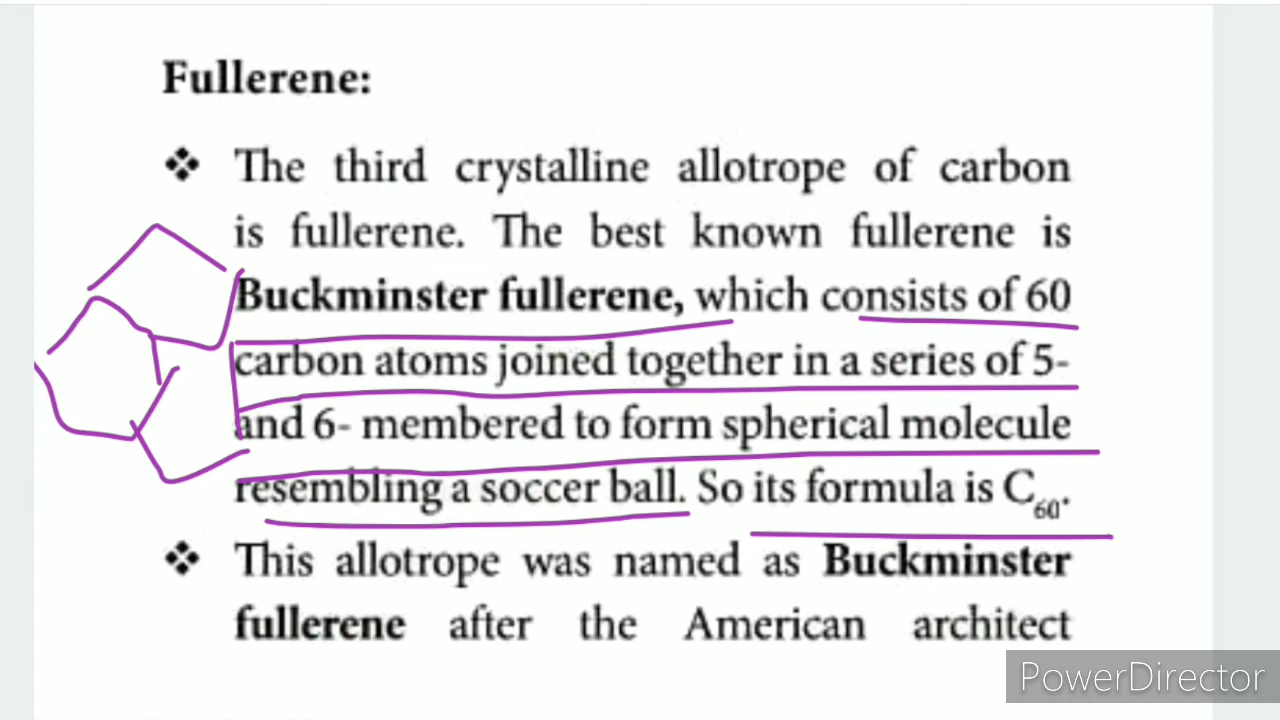 Fullerene:
❖ The third crystalline allotrope of carbon
is fullerene. The best known fullerene is
Buckminster fullerene, which consists of 60
carbon atoms joined together in a series of 5-
and 6- membered to form spherical molecule
resembling a soccer ball. So its formula is C₆₀.
❖ This allotrope was named as Buckminster
fullerene after the American architect
PowerDirector